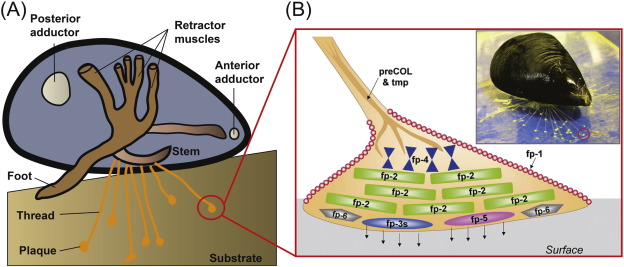 (A)
Posterior
adductor
Retractor
muscles
Anterior
adductor
Stem
Foot
Thread
Plaque
Substrate
(B)
preCOL
& tmp
fp-1
fp-4
fp-2 fp-2
fp-2 fp-2
fp-2 fp-2 fp-2
fp-6 fp-3s fp-5 fp-6
Surface